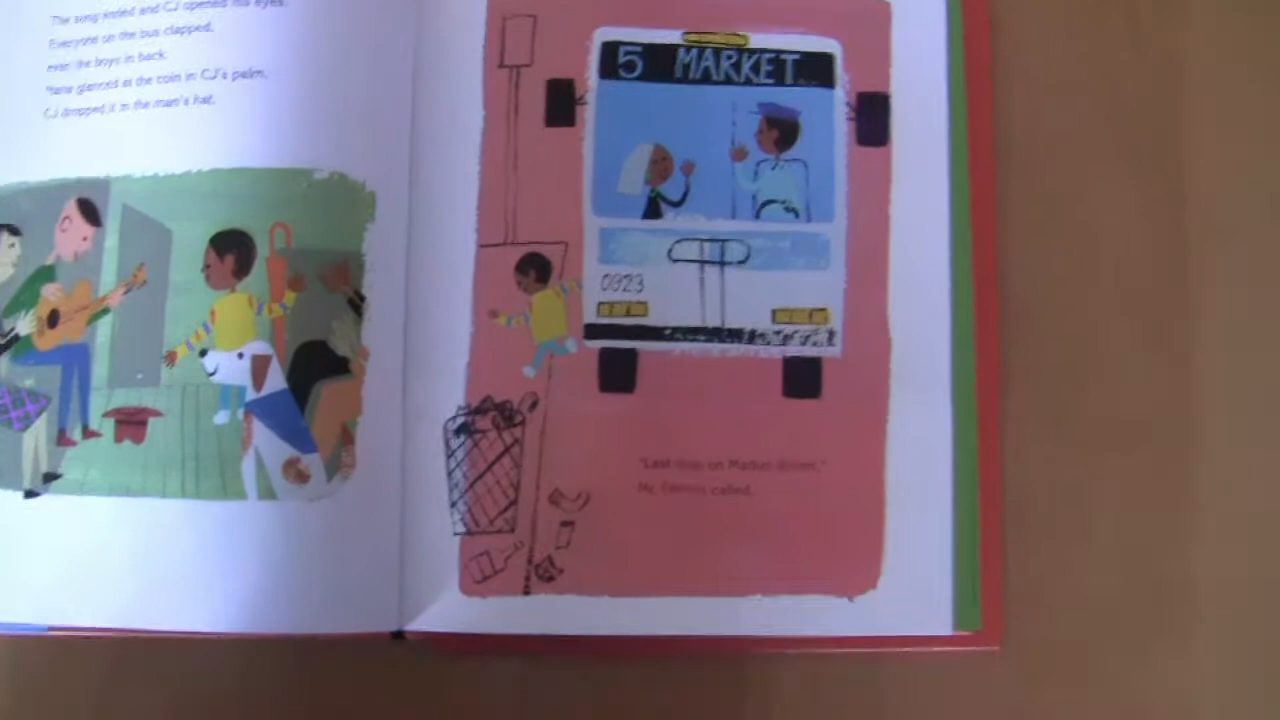 The song ended and CJ opened his eyes.
Everyone on the bus clapped,
even the boys in back.
Nana glanced at the coin in CJ's palm.
CJ dropped it in the man's hat.
5 MARKET
0923
"Last stop on Market Street,"
Mr. Dennis called.